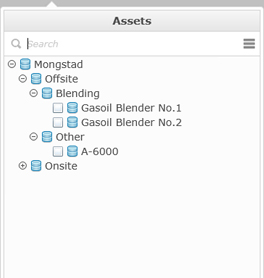 Assets
Search
Mongstad
Offsite
Blending
Gasoil Blender No.1
Gasoil Blender No.2
Other
A-6000
Onsite